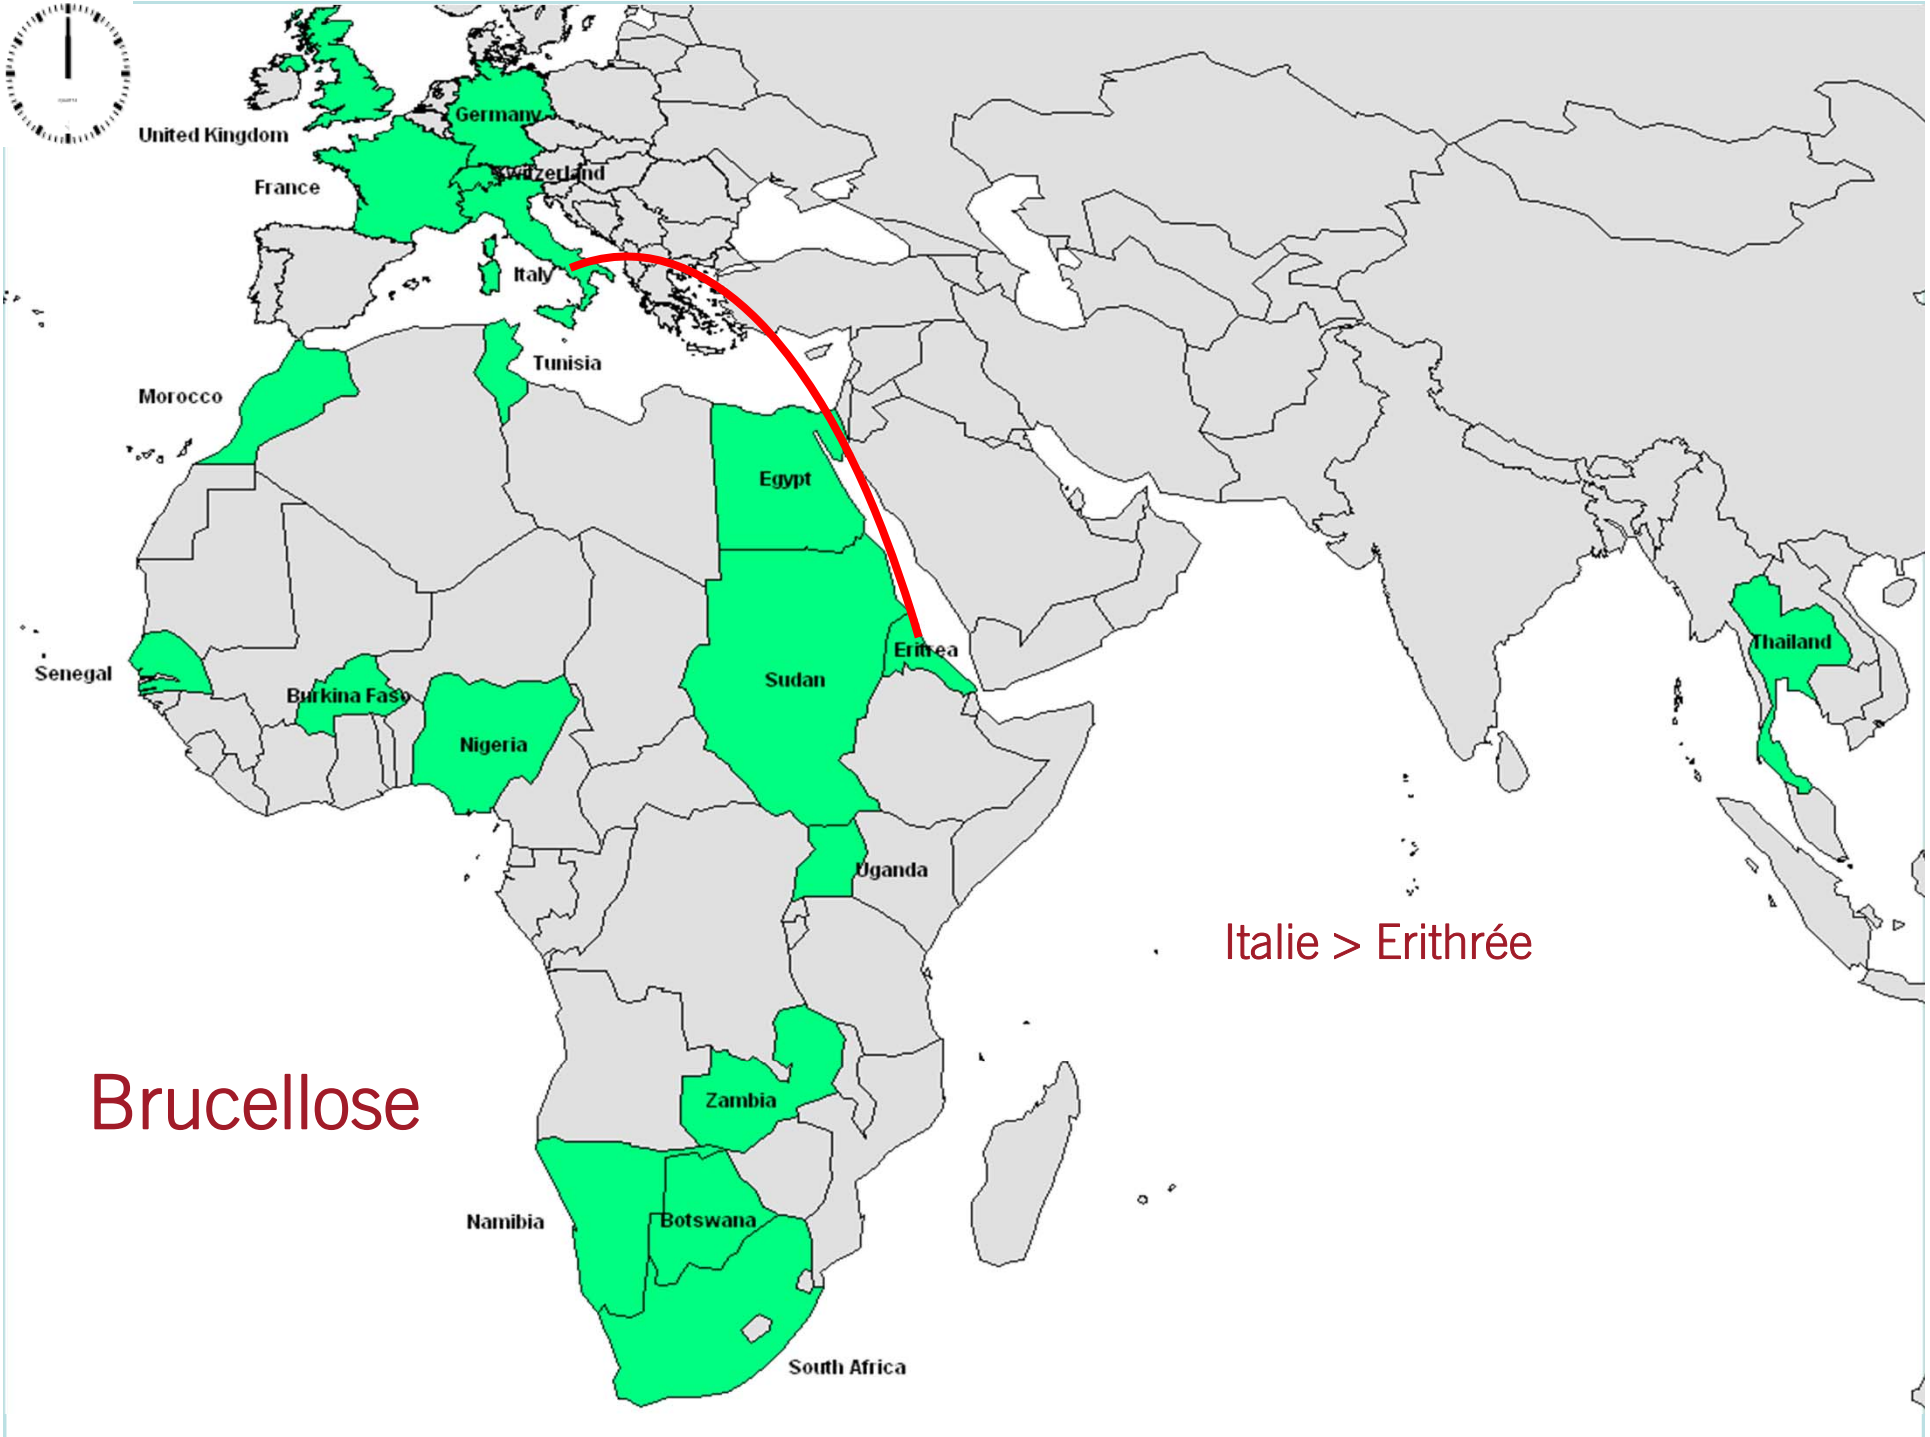 Germany
United Kingdom
Switzerland
France
Italy
Tunisia
Morocco
Egypt
Thailand
Eritrea
Senegal
Sudan
Burkina Faso
Nigeria
Uganda
Italie > Erithrée
Brucellose
Zambia
Namibia
Botswana
South Africa